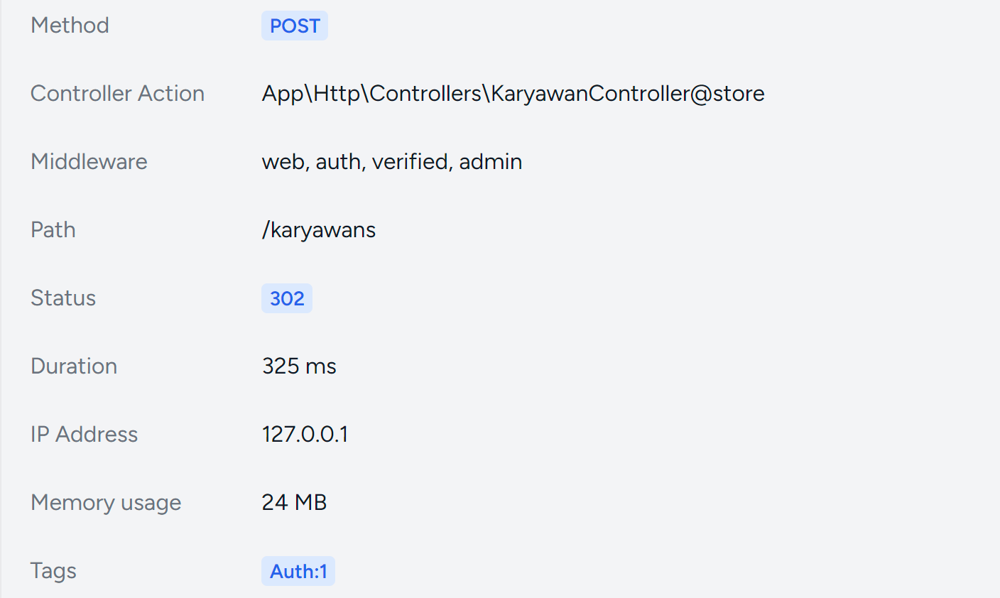 Method POST
Controller Action App\Http\Controllers\KaryawanController@store
Middleware web, auth, verified, admin
Path /karyawans
Status 302
Duration 325 ms
IP Address 127.0.0.1
Memory usage 24 MB
Tags Auth:1